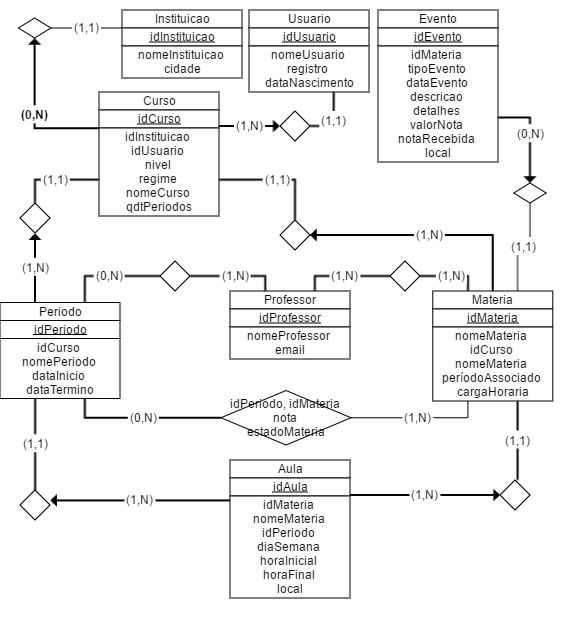 Instituicao
idInstituicao
nomeInstituicao
cidade
Usuario
idUsuario
nomeUsuario
registro
dataNascimento
Evento
idEvento
idMateria
tipoEvento
dataEvento
descricao
detalhes
valorNota
notaRecebida
local
(1,1)
(0,N)
Curso
idCurso
idInstituicao
idUsuario
nivel
regime
nomeCurso
qdtPeriodos
(1,N)
(1,1)
(0,N)
(1,1)
(1,1)
(1,N)
(1,1)
(1,N)
(0,N)
(1,N)
(1,N)
(1,N)
Periodo
idPeriodo
idCurso
nomePeriodo
dataInicio
dataTermino
Professor
idProfessor
nomeProfessor
email
Materia
idMateria
nomeMateria
idCurso
nomeMateria
períodoAssociado
cargaHoraria
(0,N)
idPeriodo, idMateria
nota
estadoMateria
(1,N)
(1,1)
(1,1)
Aula
idAula
idMateria
nomeMateria
idPeriodo
diaSemana
horaInicial
horaFinal
local
(1,N)
(1,N)